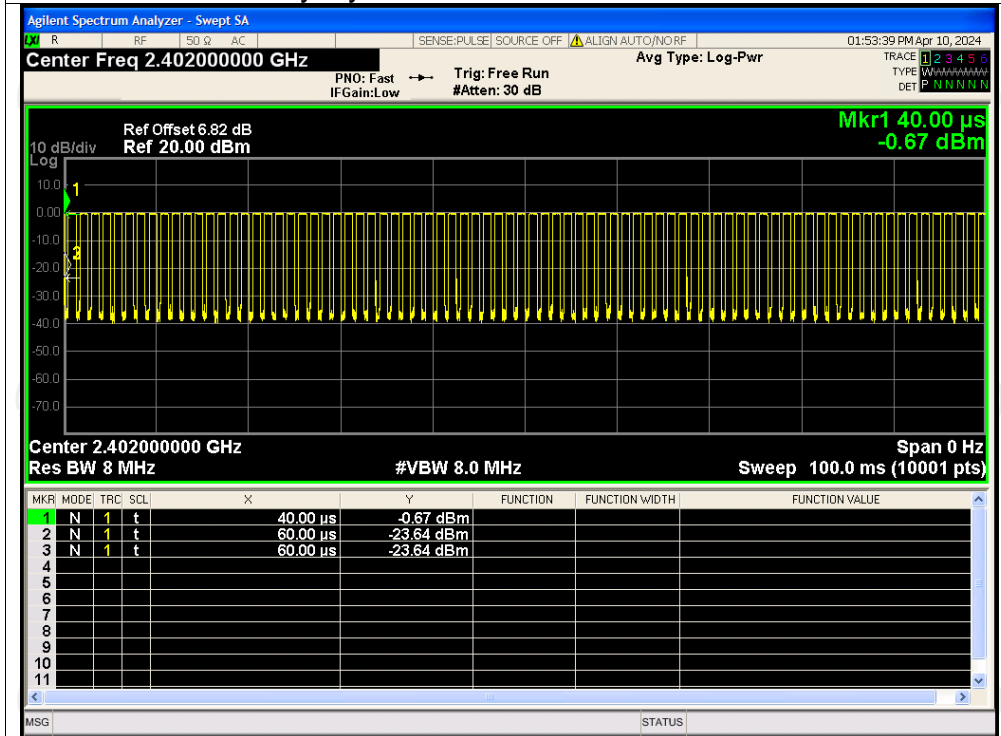 Agilent Spectrum Analyzer - Swept SA
LXI R RF 50 Ω AC SENSE:PULSE SOURCE OFF ALIGN AUTO/NO RF 01:53:39 PM Apr 10, 2024
Center Freq 2.402000000 GHz Avg Type: Log-Pwr TRACE 1 2 3 4 5 6
PNO: Fast Trig: Free Run TYPE WWWWWW
IFGain:Low #Atten: 30 dB DET P N N N N N
Mkr1 40.00 µs
Ref Offset 6.82 dB
10 dB/div Ref 20.00 dBm -0.67 dBm
Log
10.0
1
0.00
-10.0
3
-20.0
-30.0
-40.0
-50.0
-60.0
-70.0
Center 2.402000000 GHz Span 0 Hz
Res BW 8 MHz #VBW 8.0 MHz Sweep 100.0 ms (10001 pts)
MKR MODE TRC SCL X Y FUNCTION FUNCTION WIDTH FUNCTION VALUE
1 N 1 t 40.00 µs -0.67 dBm
2 N 1 t 60.00 µs -23.64 dBm
3 N 1 t 60.00 µs -23.64 dBm
4
5
6
7
8
9
10
11
MSG STATUS